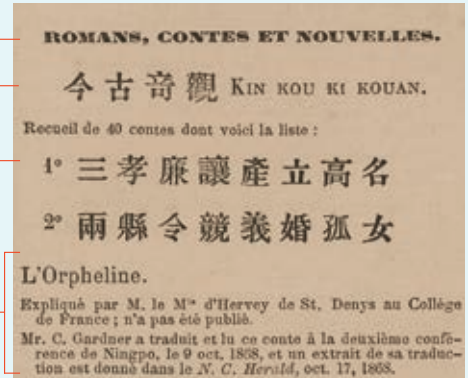 ROMANS, CONTES ET NOUVELLES.
今古奇觀 KIN KOU KI KOUAN.
Recueil de 40 contes dont voici la liste :
1° 三孝廉讓產立高名
2° 兩縣令競義婚孤女
L'Orpheline.
Expliqué par M. le Mis d'Hervey de St. Denys au Collège
de France ; n'a pas été publié.
Mr. C. Gardner a traduit et lu ce conte à la deuxième confé-
rence de Ningpo, le 9 oct. 1868, et un extrait de sa traduc-
tion est donné dans le N. C. Herald, oct. 17, 1868.